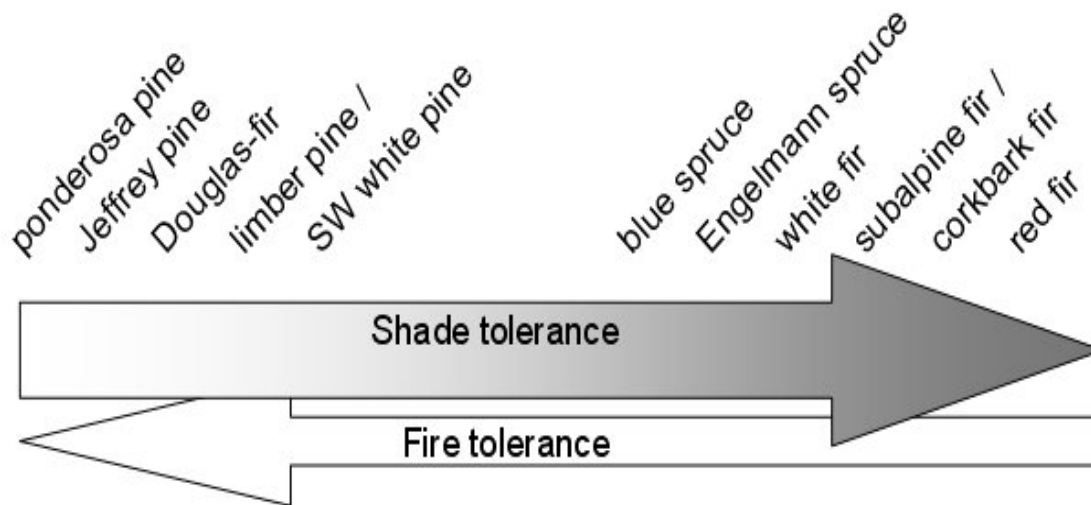 ponderosa pine
Jeffrey pine
Douglas-fir
limber pine /
SW white pine
blue spruce
Engelmann spruce
white fir
subalpine fir /
corkbark fir
red fir
Shade tolerance
Fire tolerance